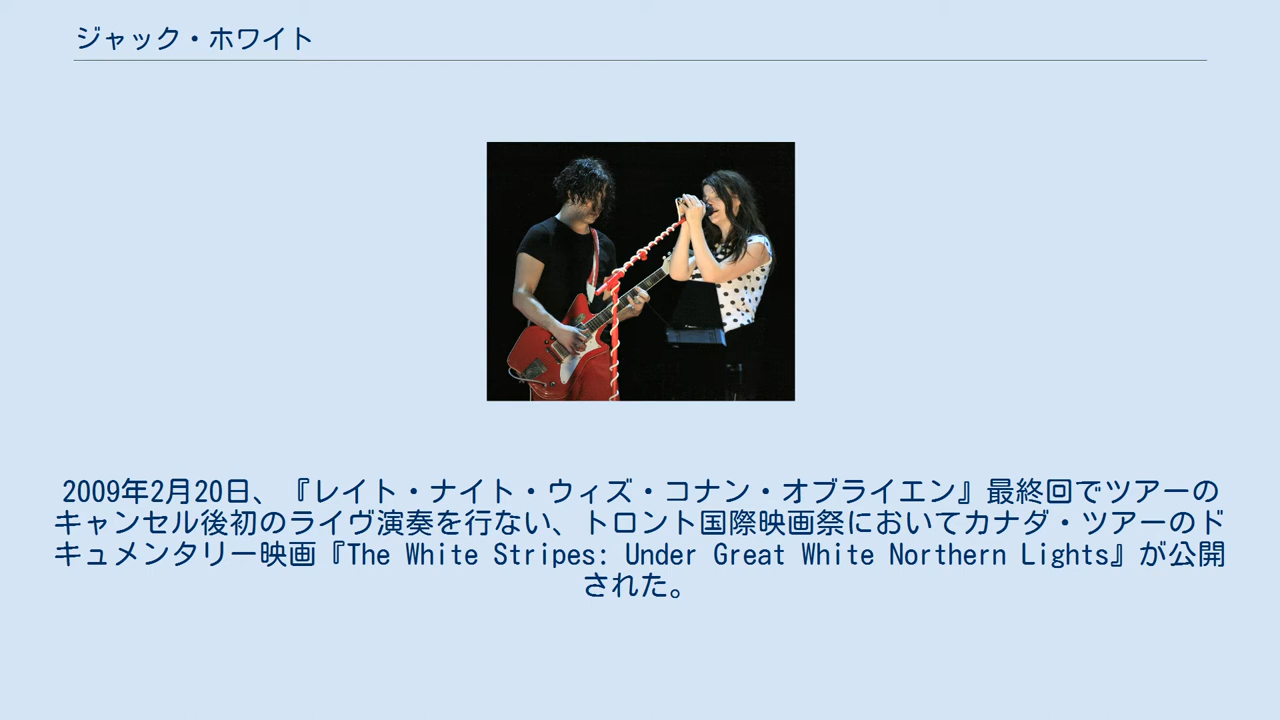 ジャック・ホワイト
2009年2月20日、『レイト・ナイト・ウィズ・コナン・オブライエン』最終回でツアーの
キャンセル後初のライヴ演奏を行ない、トロント国際映画祭においてカナダ・ツアーのド
キュメンタリー映画『The White Stripes: Under Great White Northern Lights』が公開
された。